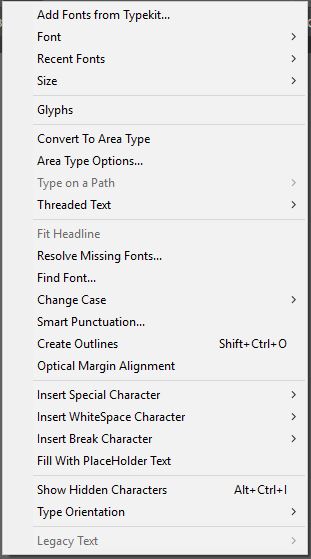 Add Fonts from Typekit...
Font
Recent Fonts
Size
Glyphs
Convert To Area Type
Area Type Options...
Type on a Path
Threaded Text
Fit Headline
Resolve Missing Fonts...
Find Font...
Change Case
Smart Punctuation...
Create Outlines Shift+Ctrl+O
Optical Margin Alignment
Insert Special Character
Insert WhiteSpace Character
Insert Break Character
Fill With PlaceHolder Text
Show Hidden Characters Alt+Ctrl+I
Type Orientation
Legacy Text